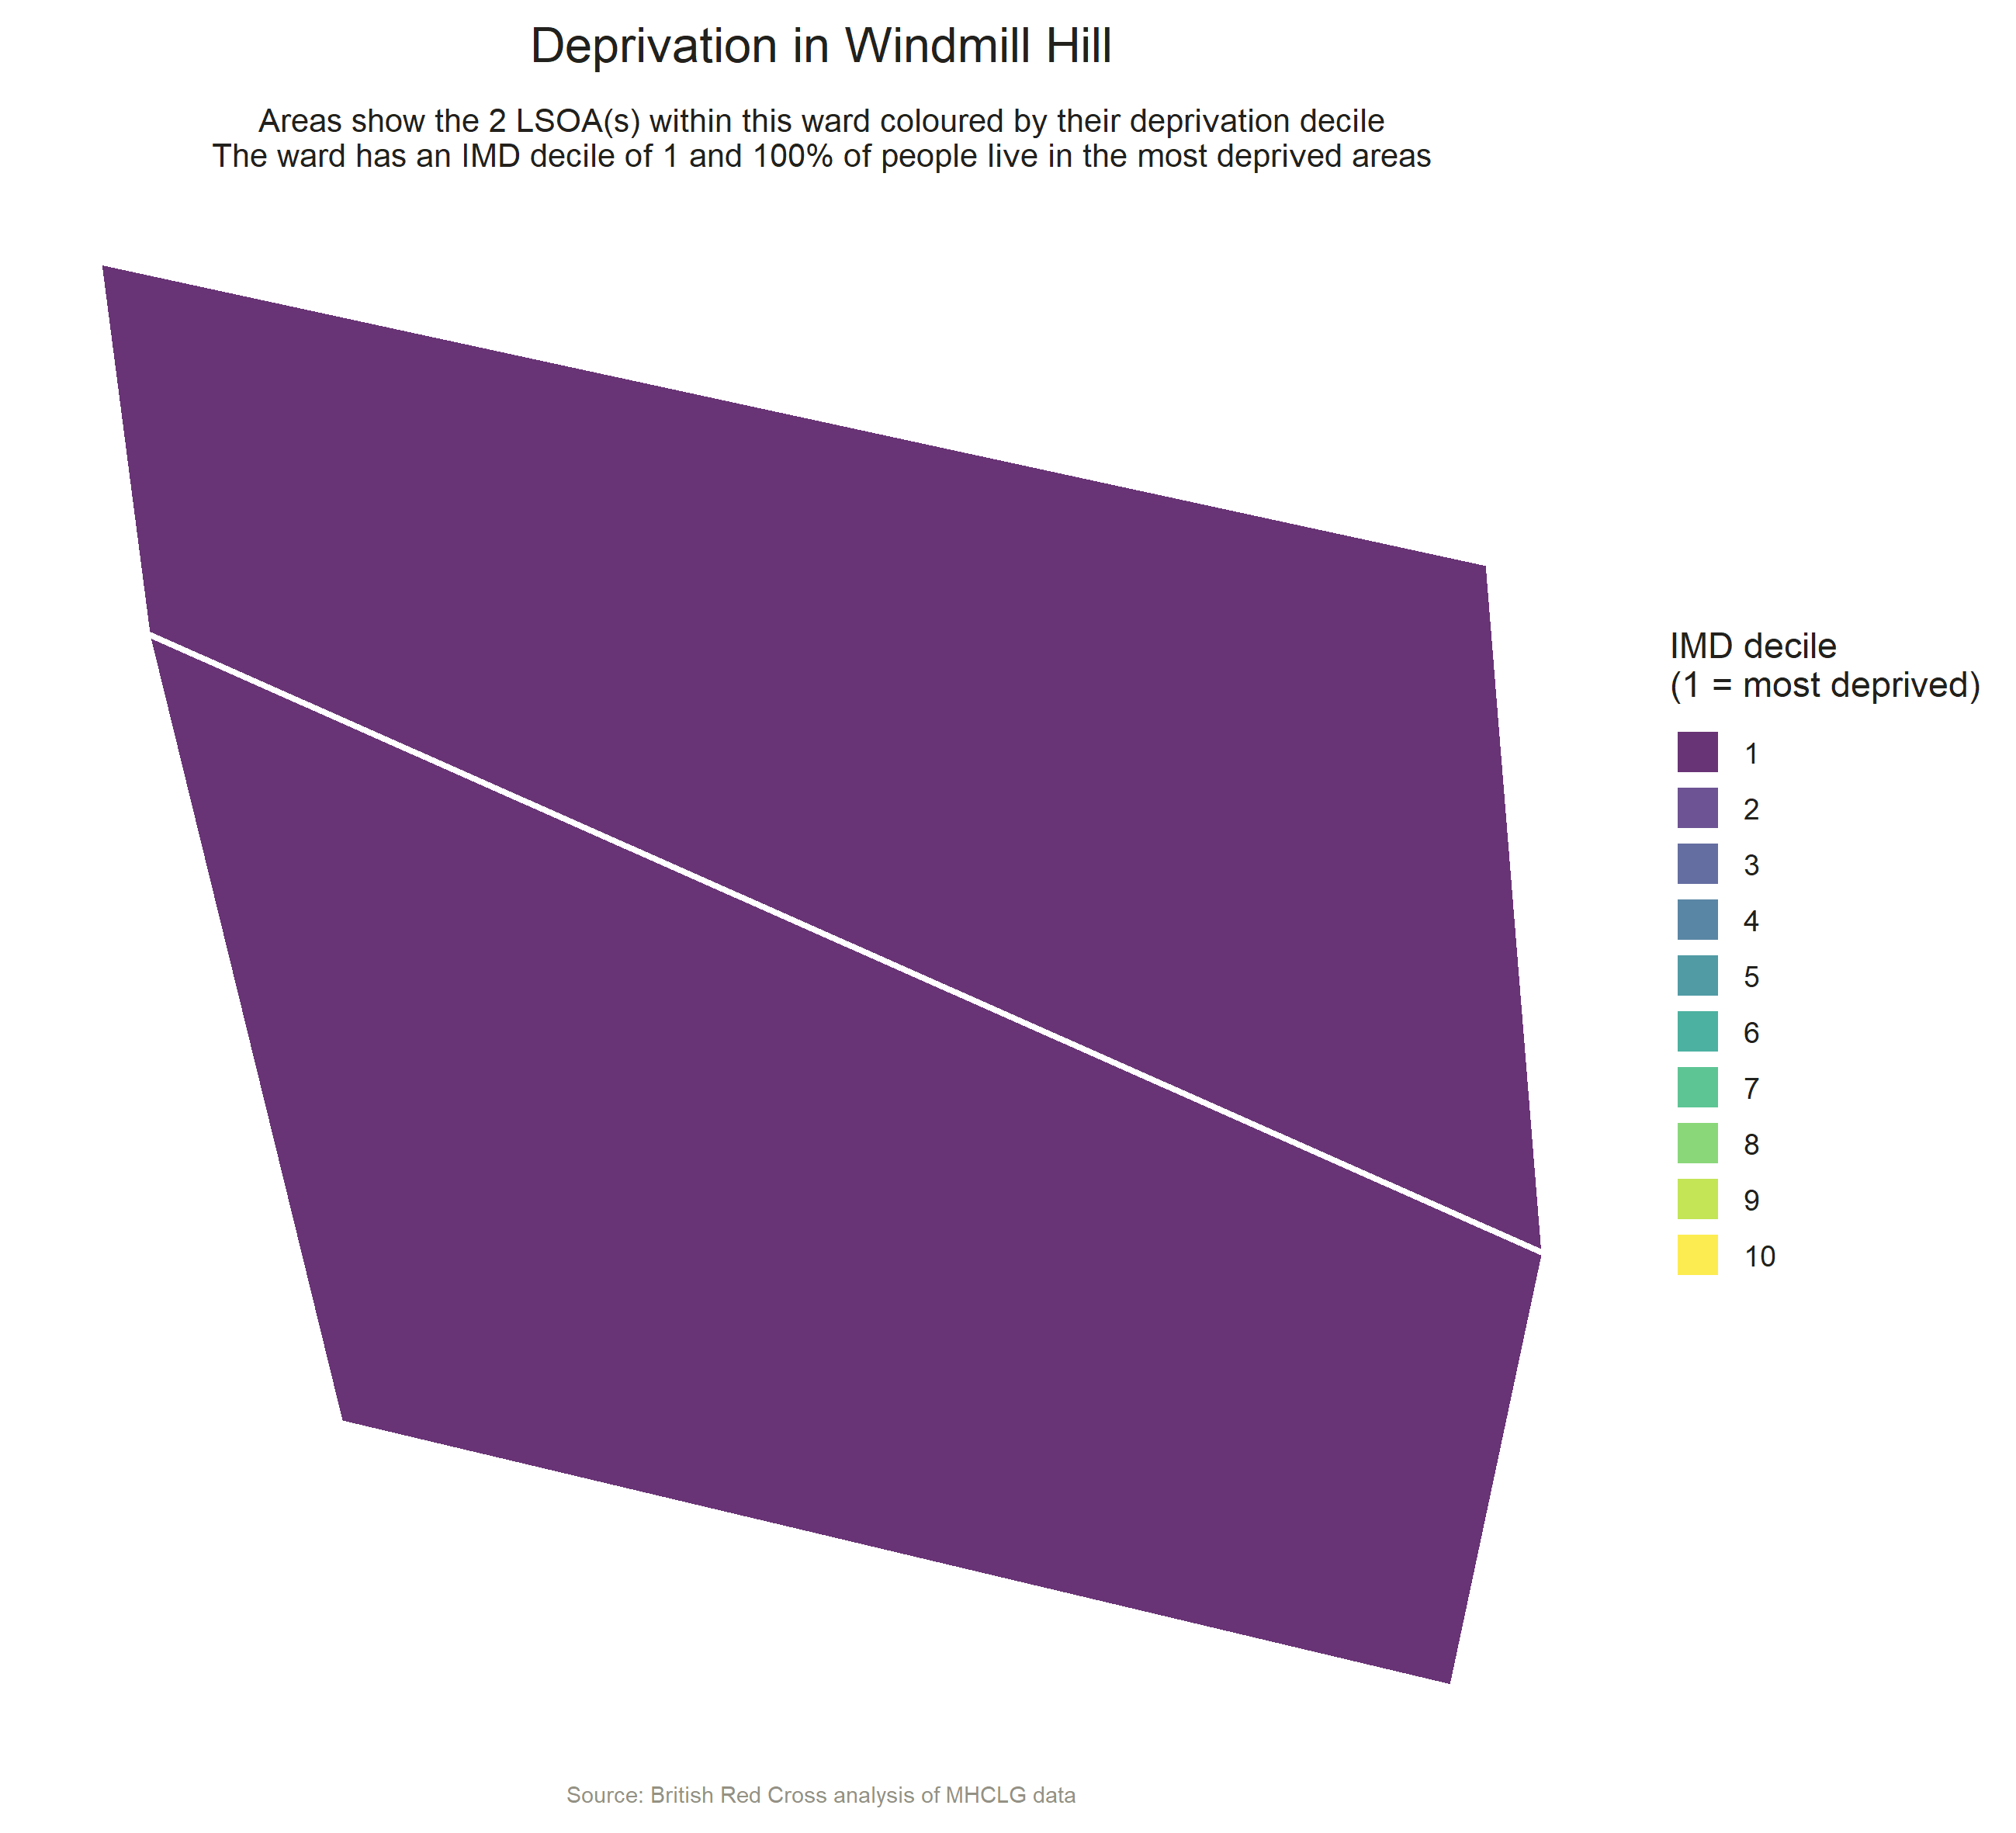 Deprivation in Windmill Hill
Areas show the 2 LSOA(s) within this ward coloured by their deprivation decile
The ward has an IMD decile of 1 and 100% of people live in the most deprived areas
IMD decile
(1 = most deprived)
1
2
3
4
5
6
7
8
9
10
Source: British Red Cross analysis of MHCLG data